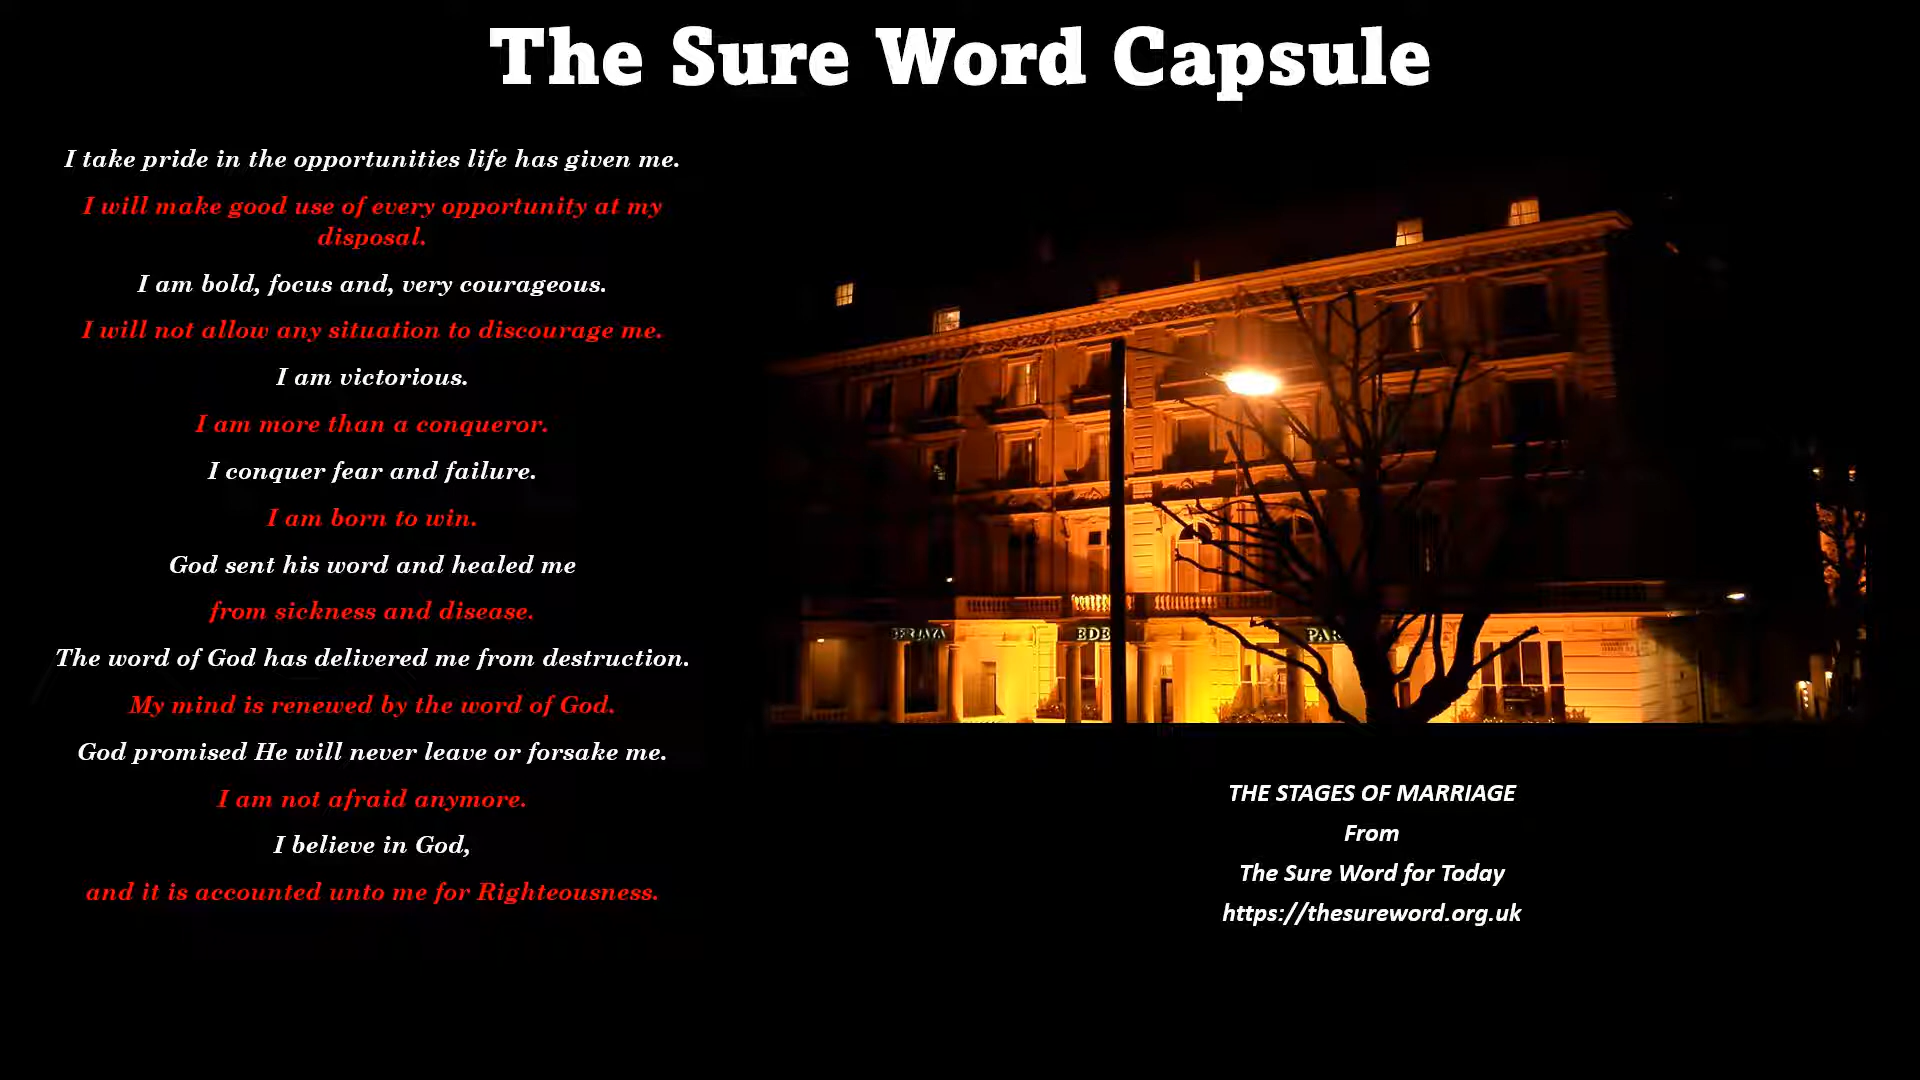 The Sure Word Capsule
I take pride in the opportunities life has given me.
I will make good use of every opportunity at my
disposal.
I am bold, focus and, very courageous.
I will not allow any situation to discourage me.
I am victorious.
I am more than a conqueror.
I conquer fear and failure.
I am born to win.
God sent his word and healed me
from sickness and disease.
The word of God has delivered me from destruction.
My mind is renewed by the word of God.
God promised He will never leave or forsake me.
I am not afraid anymore.
I believe in God,
and it is accounted unto me for Righteousness.
BERJAYA EDE PAR
THE STAGES OF MARRIAGE
From
The Sure Word for Today
https://thesureword.org.uk